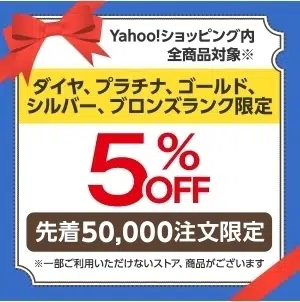 Yahoo!ショッピング内
全商品対象※
ダイヤ、プラチナ、ゴールド、
シルバー、ブロンズランク限定
5%
OFF
先着50,000注文限定
※一部ご利用いただけないストア、商品がございます